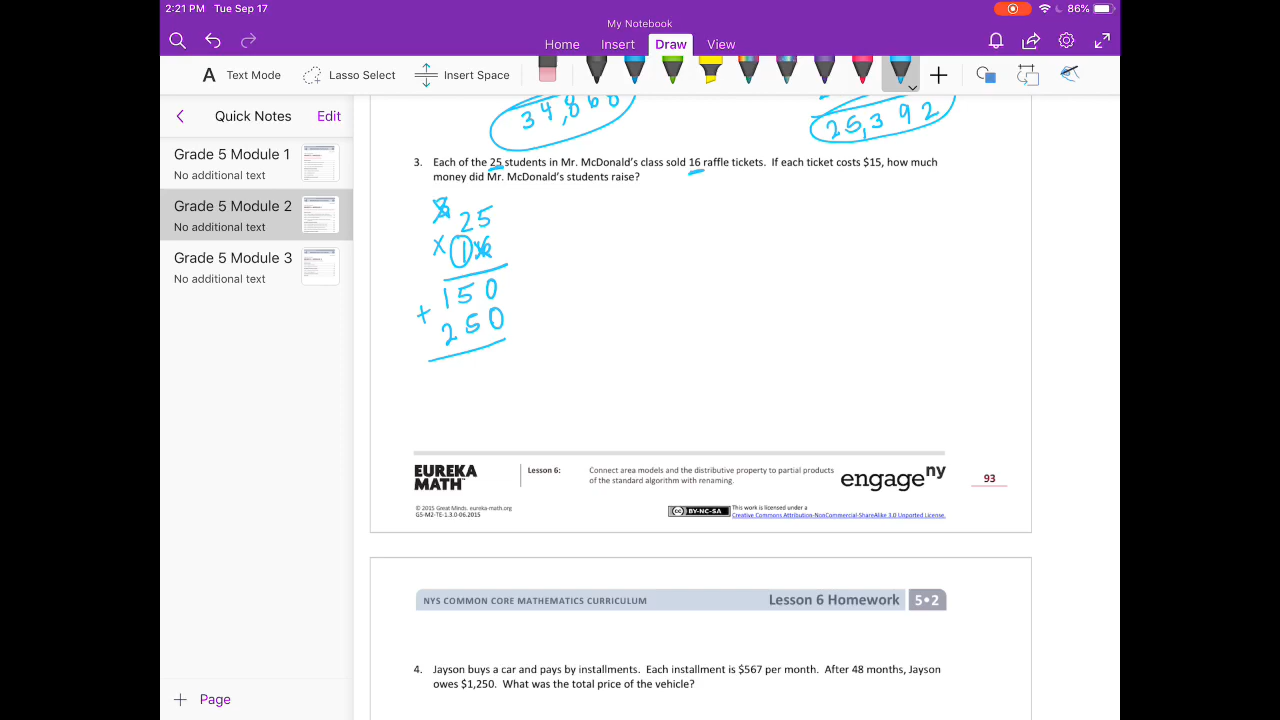 2:21 PM Tue Sep 17
86%
My Notebook
Home Insert Draw View
A Text Mode Lasso Select Insert Space
Quick Notes Edit
Grade 5 Module 1
No additional text
Grade 5 Module 2
No additional text
Grade 5 Module 3
No additional text
Page
34,860
25,392
3. Each of the 25 students in Mr. McDonald's class sold 16 raffle tickets. If each ticket costs $15, how much
money did Mr. McDonald's students raise?
25
x 16
150
+ 250
EUREKA
MATH™
Lesson 6:
Connect area models and the distributive property to partial products
of the standard algorithm with renaming.
engageny
93
© 2015 Great Minds. eureka-math.org
G5-M2-TE-1.3.0-06.2015
CC BY-NC-SA
This work is licensed under a
Creative Commons Attribution-NonCommercial-ShareAlike 3.0 Unported License.
NYS COMMON CORE MATHEMATICS CURRICULUM
Lesson 6 Homework 5•2
4. Jayson buys a car and pays by installments. Each installment is $567 per month. After 48 months, Jayson
owes $1,250. What was the total price of the vehicle?